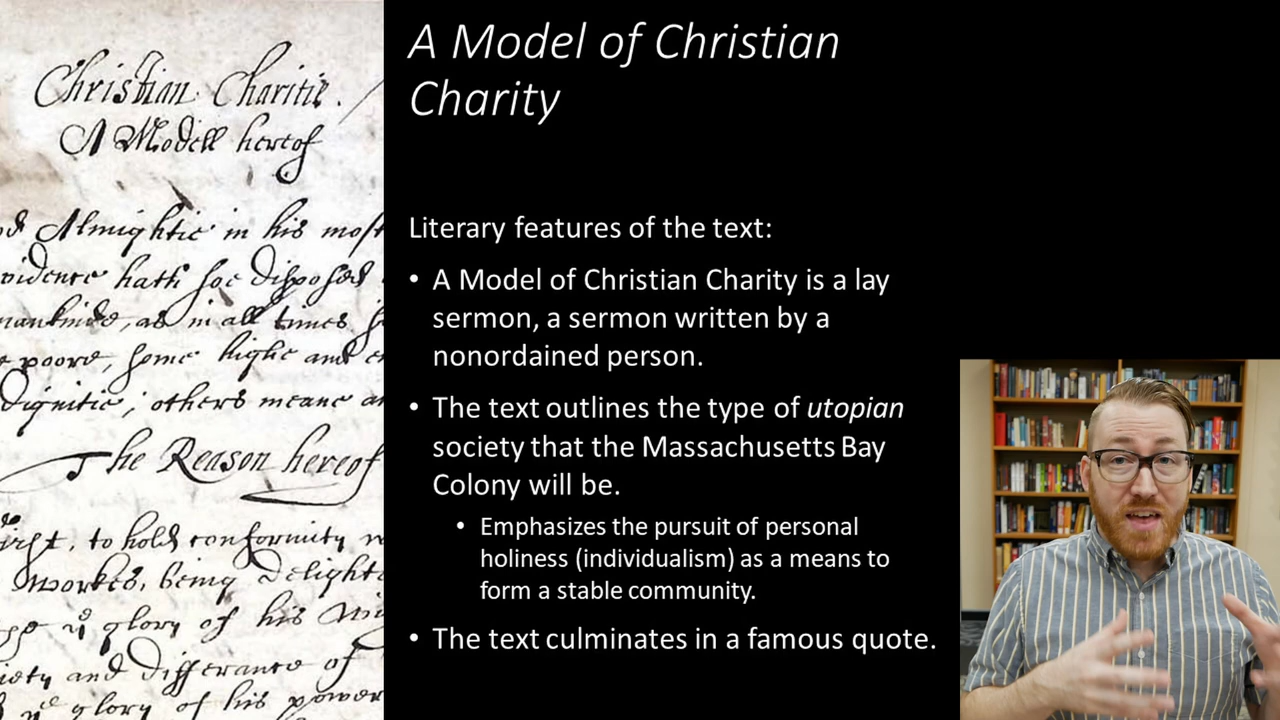 Christian Charitie.
A Modell hereof
Almightie in his most
hath soe disposed
mankinde, as in all times
poore, some highe and
dignitie; others meane
The Reason hereof
to hold conformity
workes, being delight
glory of his
and differance of
glory of his power
A Model of Christian
Charity
Literary features of the text:
• A Model of Christian Charity is a lay
sermon, a sermon written by a
nonordained person.
• The text outlines the type of utopian
society that the Massachusetts Bay
Colony will be.
• Emphasizes the pursuit of personal
holiness (individualism) as a means to
form a stable community.
• The text culminates in a famous quote.